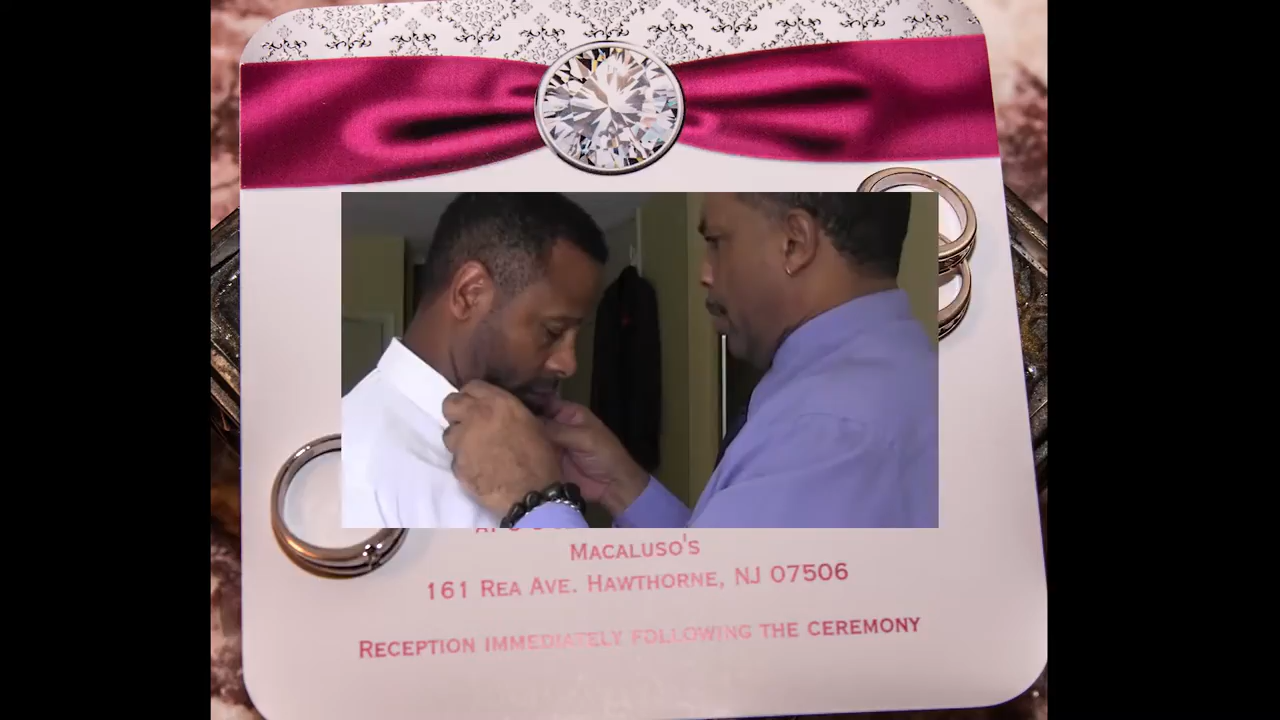 Macaluso's
161 Rea Ave. Hawthorne, NJ 07506
Reception immediately following the ceremony